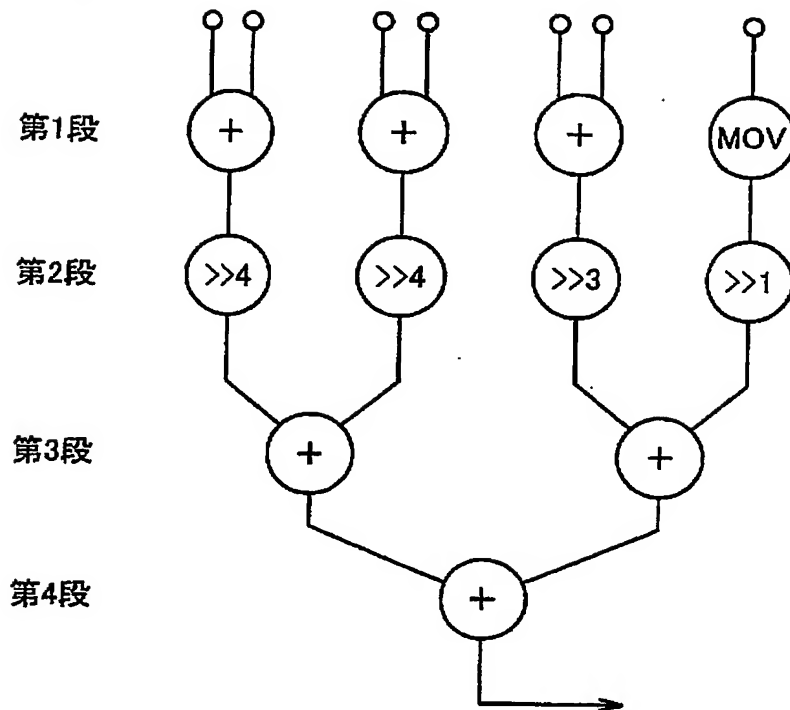 第1段 + + + MOV
第2段 >>4 >>4 >>3 >>1
第3段 + +
第4段 +